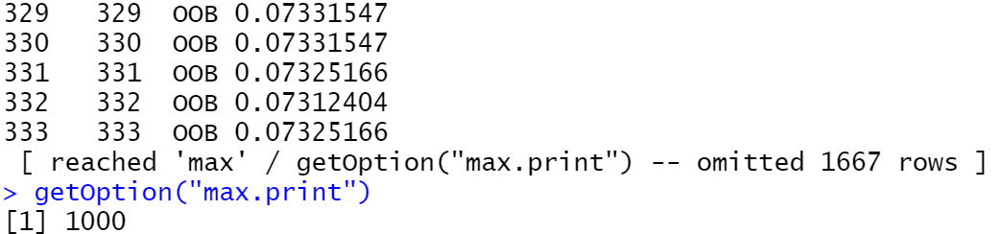 329   329  OOB 0.07331547
330   330  OOB 0.07331547
331   331  OOB 0.07325166
332   332  OOB 0.07312404
333   333  OOB 0.07325166
 [ reached 'max' / getOption("max.print") -- omitted 1667 rows ]
> getOption("max.print")
[1] 1000